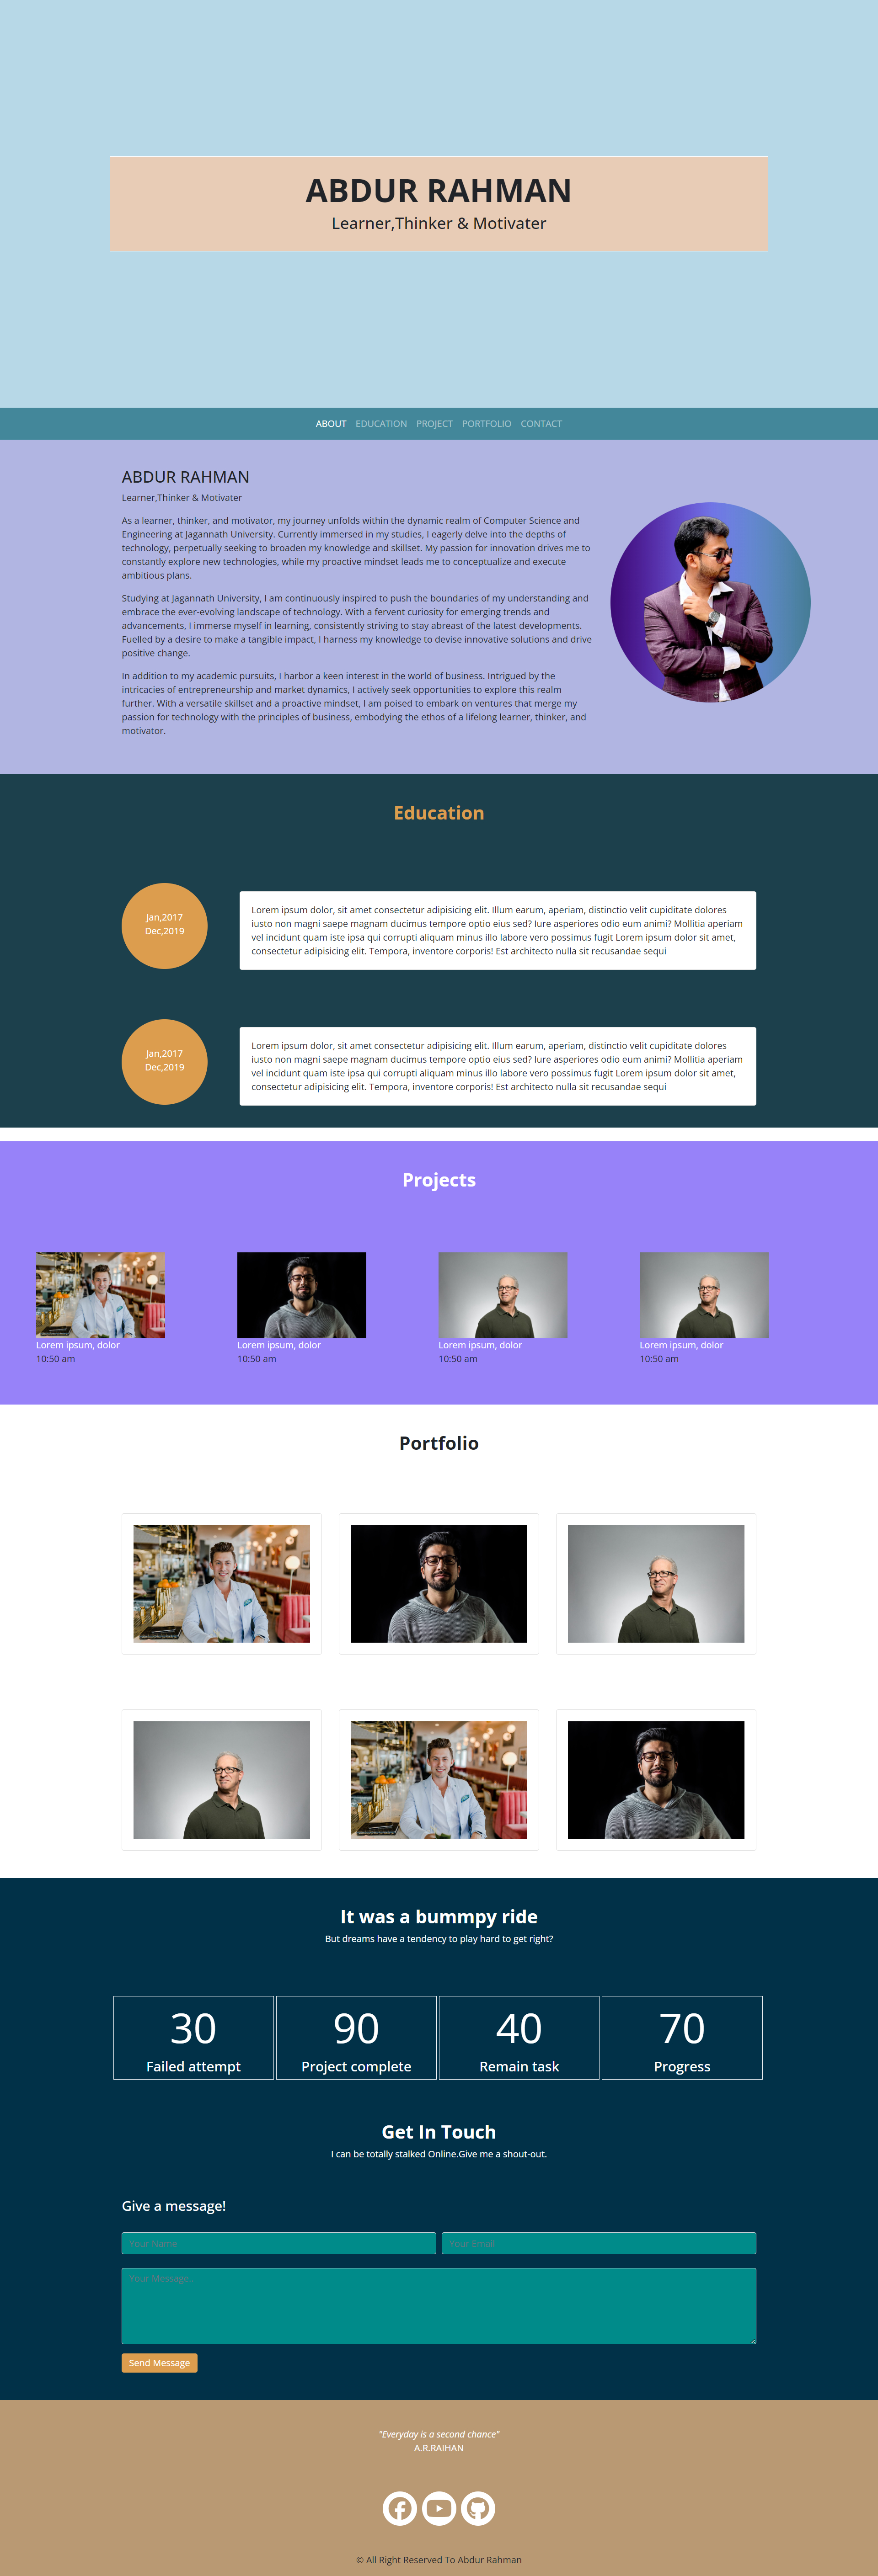 ABDUR RAHMAN
Learner,Thinker & Motivater
ABOUT EDUCATION PROJECT PORTFOLIO CONTACT
ABDUR RAHMAN
Learner,Thinker & Motivater
As a learner, thinker, and motivator, my journey unfolds within the dynamic realm of Computer Science and
Engineering at Jagannath University. Currently immersed in my studies, I eagerly delve into the depths of
technology, perpetually seeking to broaden my knowledge and skillset. My passion for innovation drives me to
constantly explore new technologies, while my proactive mindset leads me to conceptualize and execute
ambitious plans.
Studying at Jagannath University, I am continuously inspired to push the boundaries of my understanding and
embrace the ever-evolving landscape of technology. With a fervent curiosity for emerging trends and
advancements, I immerse myself in learning, consistently striving to stay abreast of the latest developments.
Fuelled by a desire to make a tangible impact, I harness my knowledge to devise innovative solutions and drive
positive change.
In addition to my academic pursuits, I harbor a keen interest in the world of business. Intrigued by the
intricacies of entrepreneurship and market dynamics, I actively seek opportunities to explore this realm
further. With a versatile skillset and a proactive mindset, I am poised to embark on ventures that merge my
passion for technology with the principles of business, embodying the ethos of a lifelong learner, thinker, and
motivator.
Education
Jan,2017
Dec,2019
Lorem ipsum dolor, sit amet consectetur adipisicing elit. Illum earum, aperiam, distinctio velit cupiditate dolores
iusto non magni saepe magnam ducimus tempore optio eius sed? Iure asperiores odio eum animi? Mollitia aperiam
vel incidunt quam iste ipsa qui corrupti aliquam minus illo labore vero possimus fugit Lorem ipsum dolor sit amet,
consectetur adipisicing elit. Tempora, inventore corporis! Est architecto nulla sit recusandae sequi
Jan,2017
Dec,2019
Lorem ipsum dolor, sit amet consectetur adipisicing elit. Illum earum, aperiam, distinctio velit cupiditate dolores
iusto non magni saepe magnam ducimus tempore optio eius sed? Iure asperiores odio eum animi? Mollitia aperiam
vel incidunt quam iste ipsa qui corrupti aliquam minus illo labore vero possimus fugit Lorem ipsum dolor sit amet,
consectetur adipisicing elit. Tempora, inventore corporis! Est architecto nulla sit recusandae sequi
Projects
Lorem ipsum, dolor
10:50 am
Lorem ipsum, dolor
10:50 am
Lorem ipsum, dolor
10:50 am
Lorem ipsum, dolor
10:50 am
Portfolio
It was a bummpy ride
But dreams have a tendency to play hard to get right?
30
Failed attempt
90
Project complete
40
Remain task
70
Progress
Get In Touch
I can be totally stalked Online.Give me a shout-out.
Give a message!
Your Name
Your Email
Your Message
Send Message
"Everyday is a second chance"
A.R.RAIHAN
© All Right Reserved To Abdur Rahman